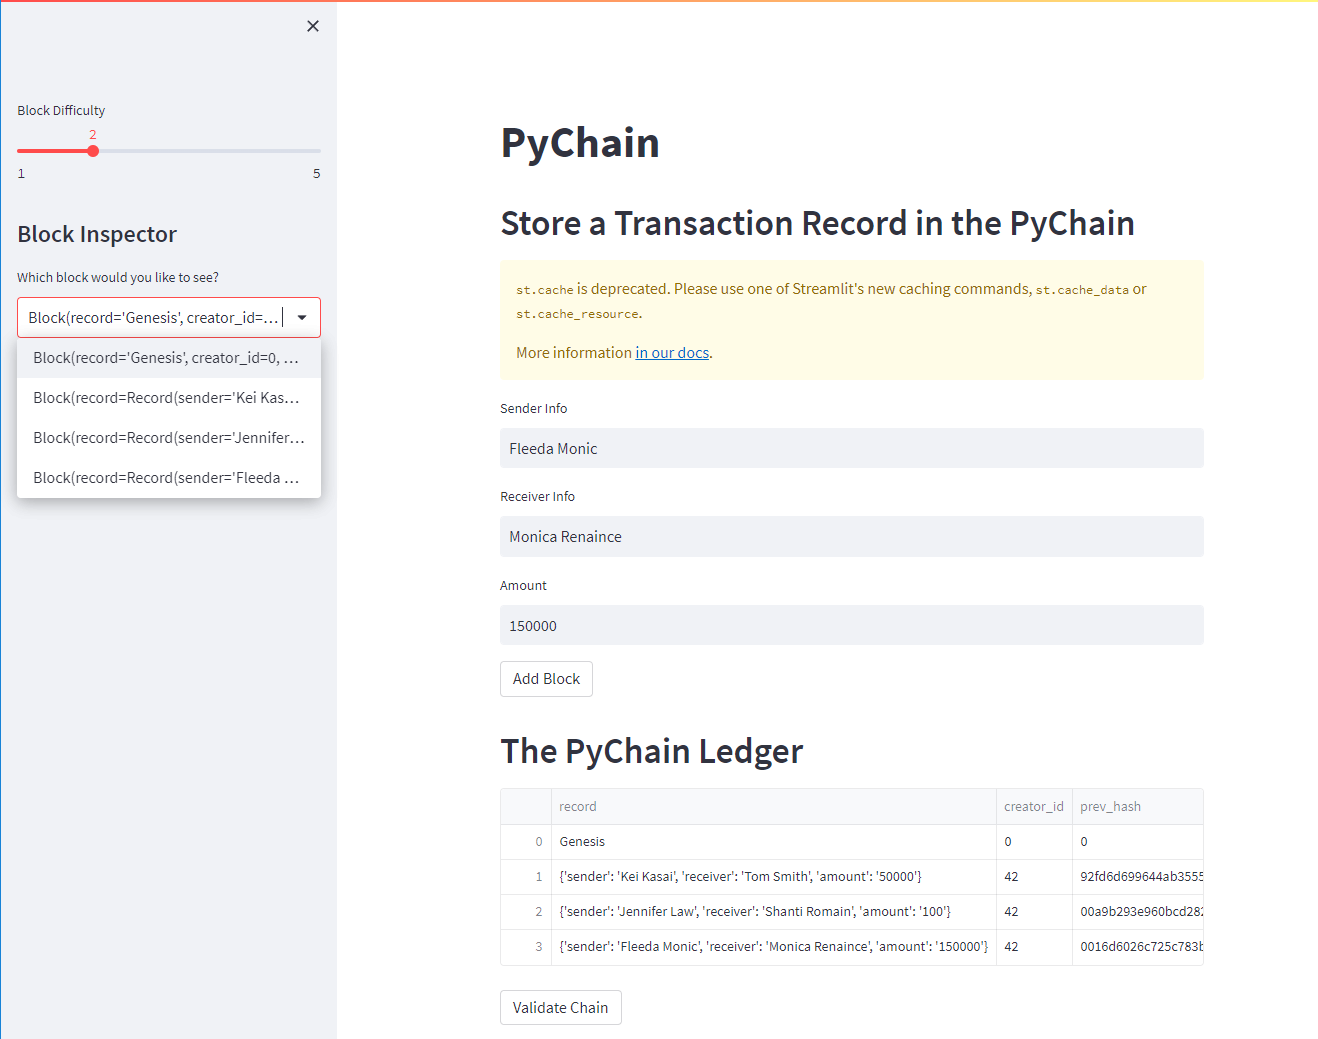 Block Difficulty
2
1 5
Block Inspector
Which block would you like to see?
Block(record='Genesis', creator_id=...
Block(record='Genesis', creator_id=0, ...
Block(record=Record(sender='Kei Kas...
Block(record=Record(sender='Jennifer...
Block(record=Record(sender='Fleeda ...
PyChain
Store a Transaction Record in the PyChain
st.cache is deprecated. Please use one of Streamlit's new caching commands, st.cache_data or
st.cache_resource.
More information in our docs.
Sender Info
Fleeda Monic
Receiver Info
Monica Renaince
Amount
150000
Add Block
The PyChain Ledger
record creator_id prev_hash
0 Genesis 0 0
1 {'sender': 'Kei Kasai', 'receiver': 'Tom Smith', 'amount': '50000'} 42 92fd6d699644ab3555
2 {'sender': 'Jennifer Law', 'receiver': 'Shanti Romain', 'amount': '100'} 42 00a9b293e960bcd282
3 {'sender': 'Fleeda Monic', 'receiver': 'Monica Renaince', 'amount': '150000'} 42 0016d6026c725c783b
Validate Chain